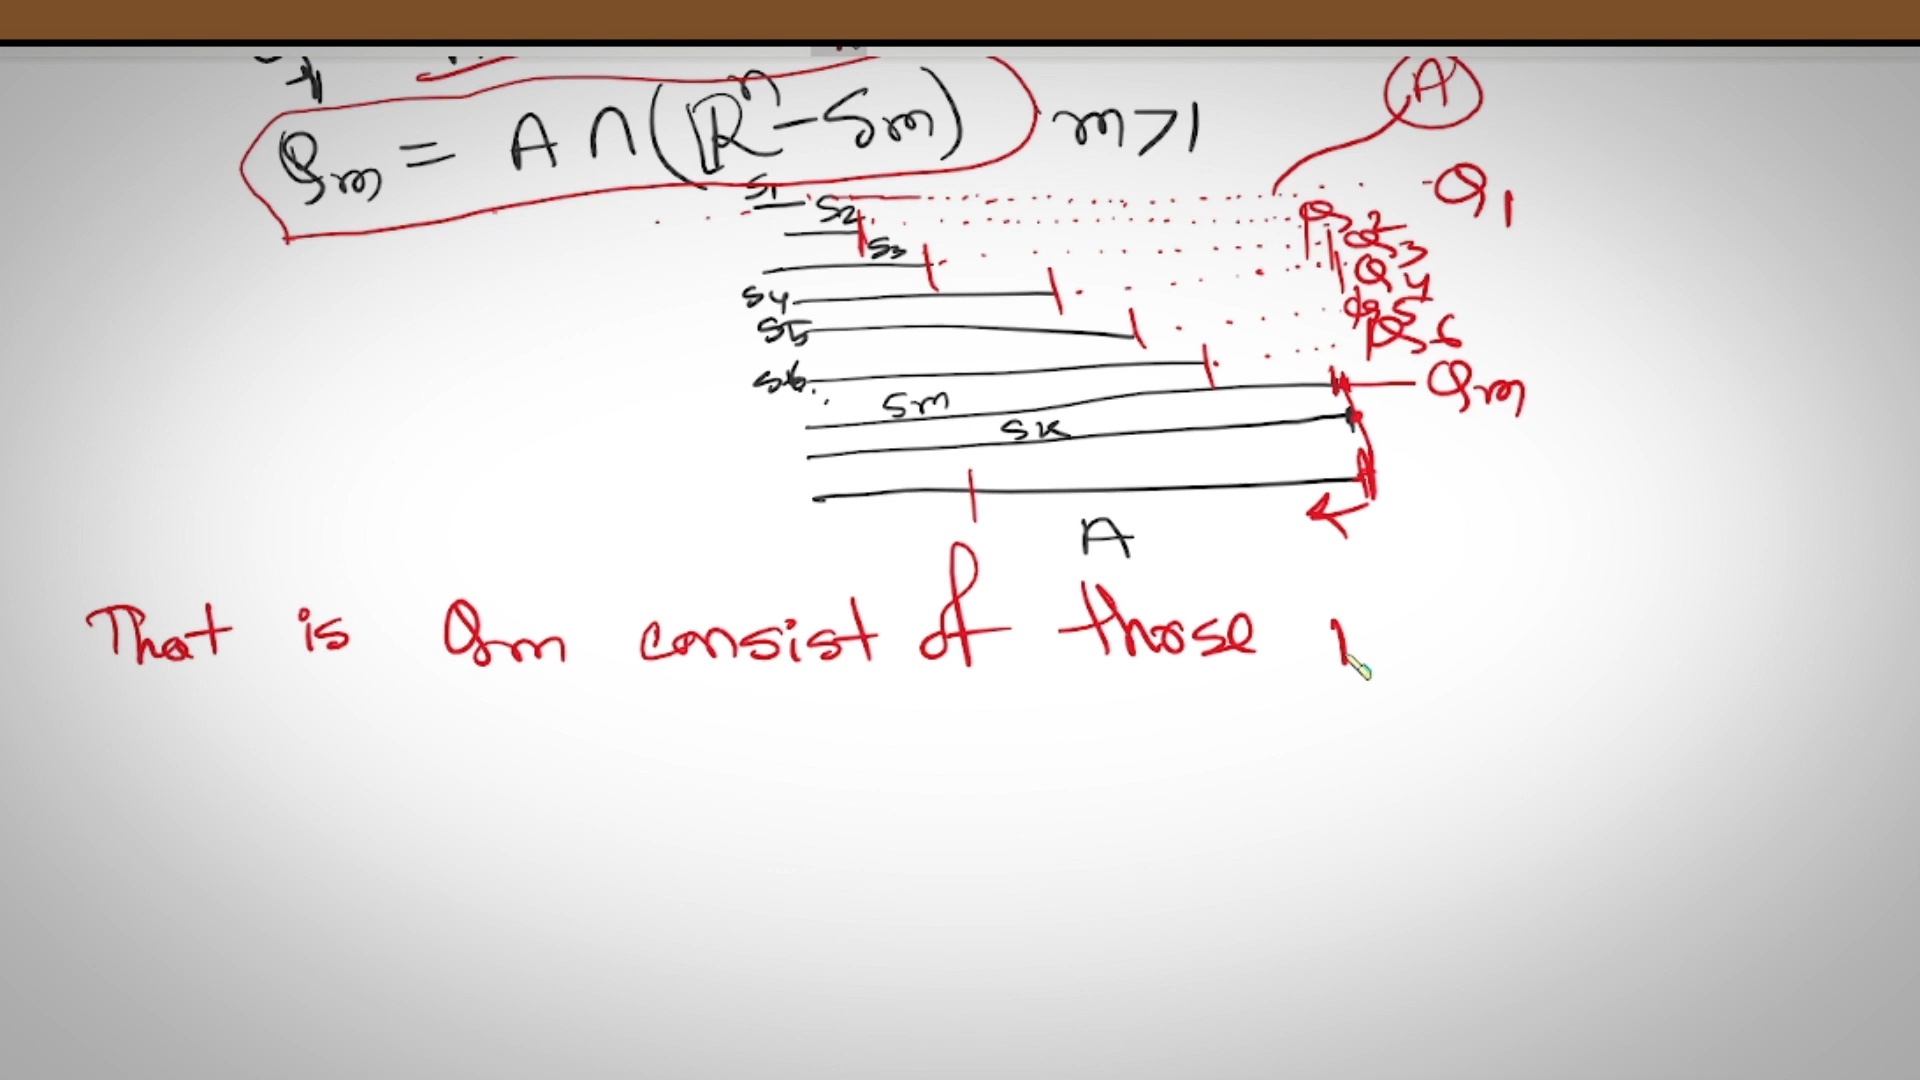 Qm = A ∩ (ℝⁿ - Sm) m>1
A
S1
Q1
S2
Q2
S3
Q3
S4
Q4
S5
Q5
S6
Q6
Sm
Qm
SK
A
That is Qm consist of those